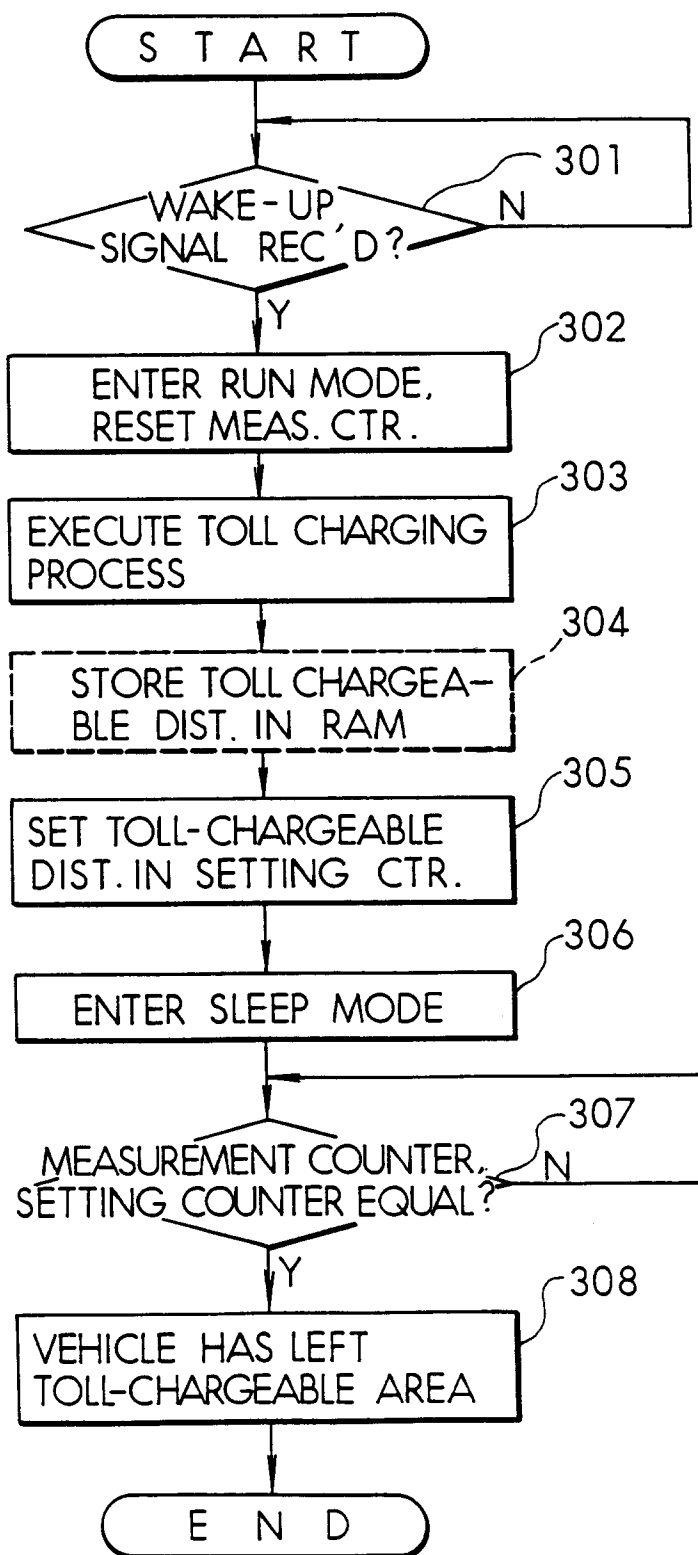 START
301
WAKE-UP
SIGNAL REC'D?
N
Y
302
ENTER RUN MODE,
RESET MEAS. CTR.
303
EXECUTE TOLL CHARGING
PROCESS
304
STORE TOLL CHARGEA-
BLE DIST. IN RAM
305
SET TOLL-CHARGEABLE
DIST. IN SETTING CTR.
306
ENTER SLEEP MODE
307
MEASUREMENT COUNTER,
SETTING COUNTER EQUAL?
N
Y
308
VEHICLE HAS LEFT
TOLL-CHARGEABLE AREA
END